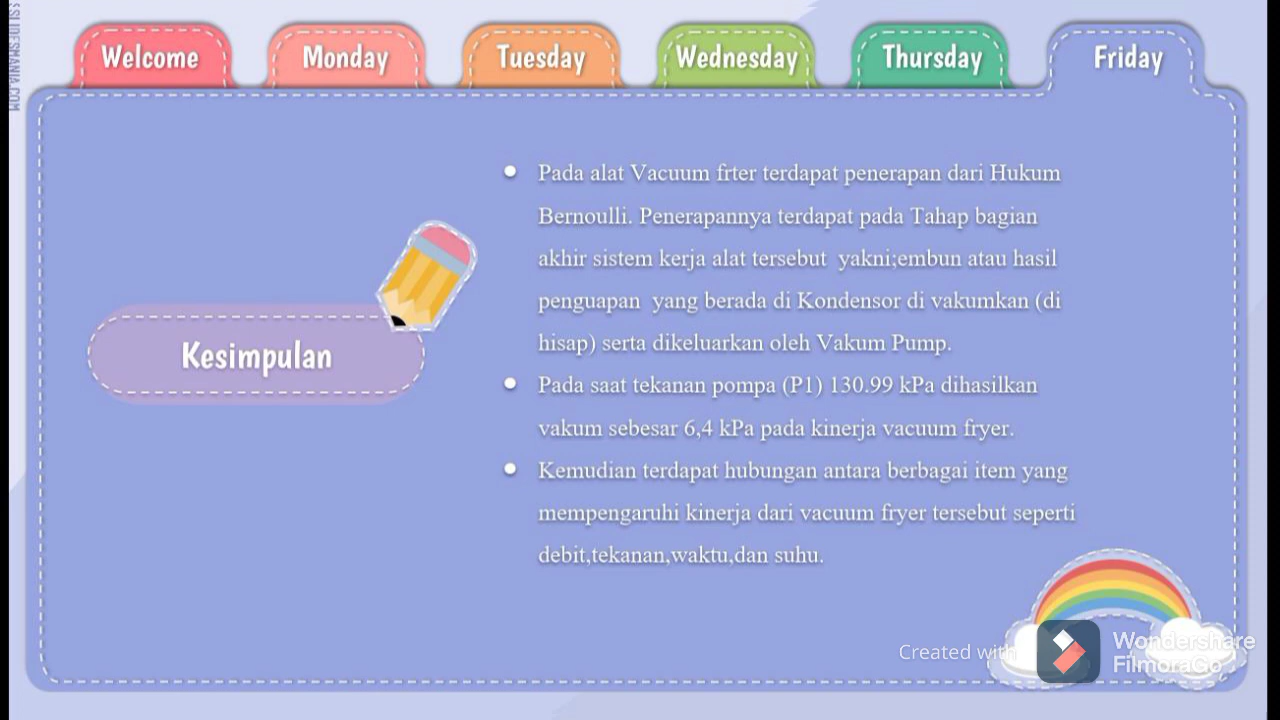 SSLIDESMANIA.COM
Welcome
Monday
Tuesday
Wednesday
Thursday
Friday
Kesimpulan
Pada alat Vacuum frter terdapat penerapan dari Hukum
Bernoulli. Penerapannya terdapat pada Tahap bagian
akhir sistem kerja alat tersebut yakni;embun atau hasil
penguapan yang berada di Kondensor di vakumkan (di
hisap) serta dikeluarkan oleh Vakum Pump.
Pada saat tekanan pompa (P1) 130.99 kPa dihasilkan
vakum sebesar 6,4 kPa pada kinerja vacuum fryer.
Kemudian terdapat hubungan antara berbagai item yang
mempengaruhi kinerja dari vacuum fryer tersebut seperti
debit,tekanan,waktu,dan suhu.
Created with
Wondershare
FilmoraGo